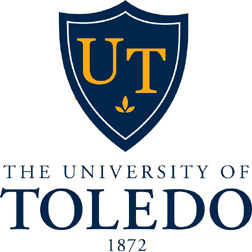 UT
THE UNIVERSITY OF
TOLEDO
1872